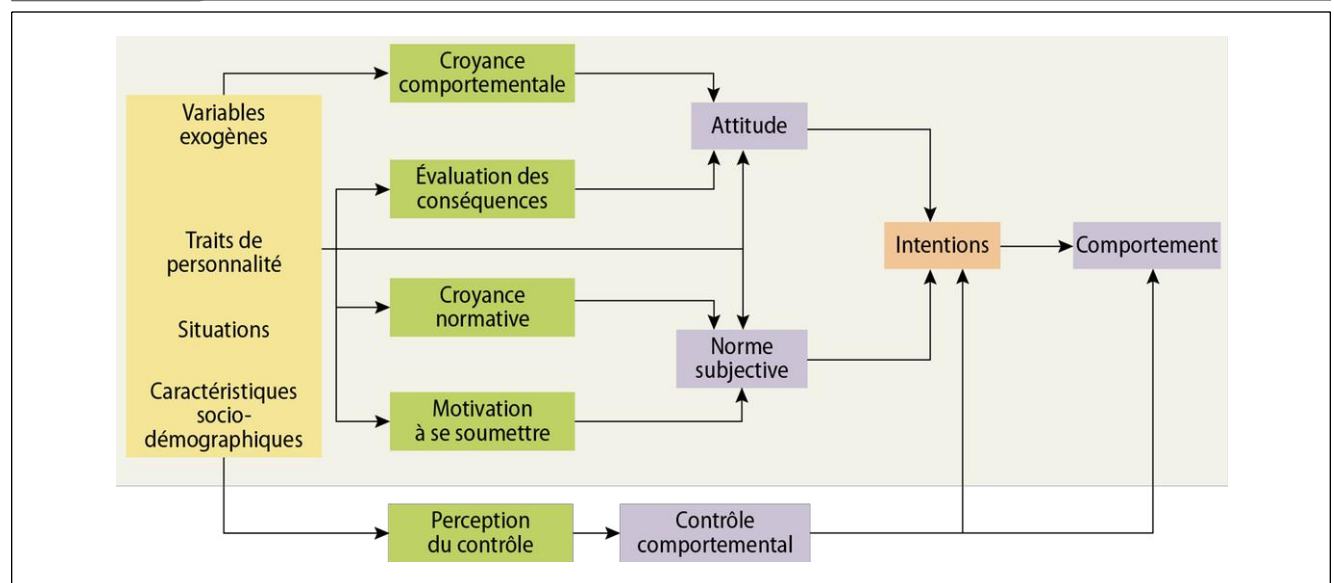 Variables
exogènes
Traits de
personnalité
Situations
Caractéristiques
socio-
démographiques
Croyance
comportementale
Évaluation des
conséquences
Croyance
normative
Motivation
à se soumettre
Perception
du contrôle
Attitude
Norme
subjective
Contrôle
comportemental
Intentions
Comportement